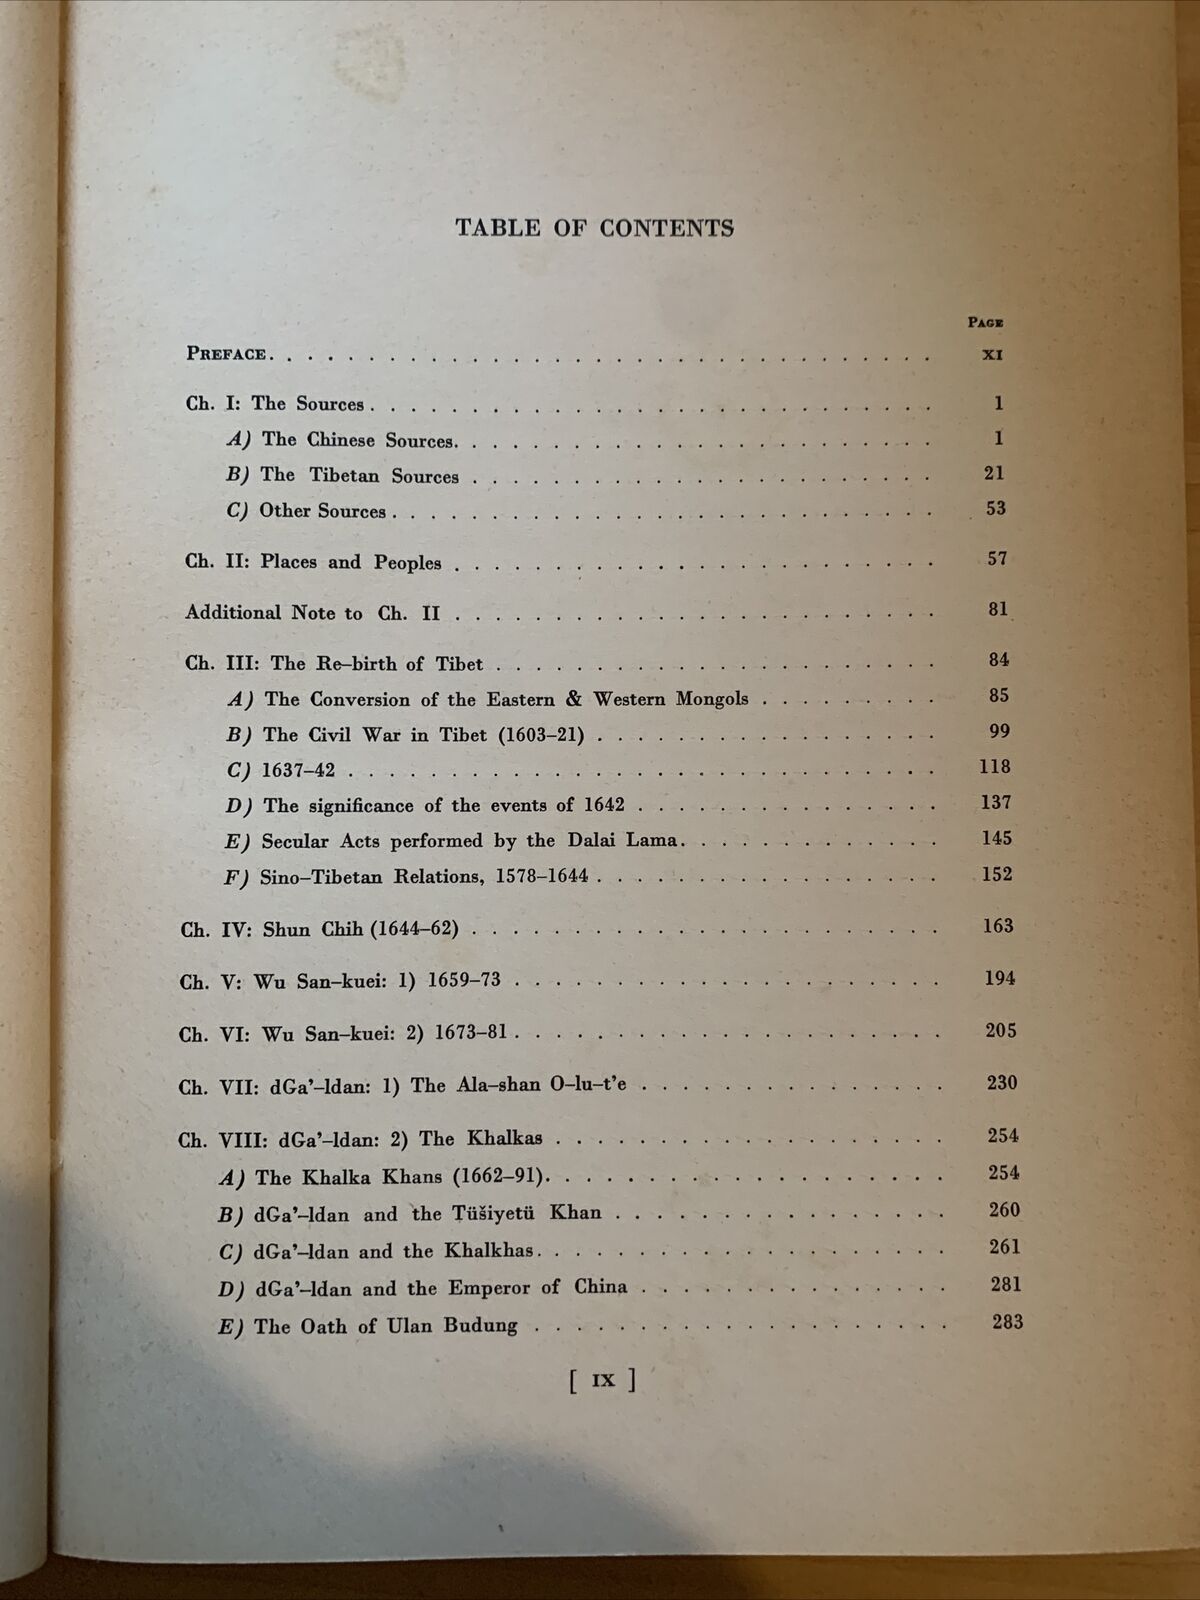 TABLE OF CONTENTS
PAGE
PREFACE. . . . . . . . . . . . . . . . . . . . . . . . . . . . . . . . . XI
Ch. I: The Sources . . . . . . . . . . . . . . . . . . . . . . . . . . . . 1
A) The Chinese Sources. . . . . . . . . . . . . . . . . . . . . . . . . 1
B) The Tibetan Sources . . . . . . . . . . . . . . . . . . . . . . . . 21
C) Other Sources . . . . . . . . . . . . . . . . . . . . . . . . . . . . 53
Ch. II: Places and Peoples . . . . . . . . . . . . . . . . . . . . . . . . 57
Additional Note to Ch. II . . . . . . . . . . . . . . . . . . . . . . . . 81
Ch. III: The Re–birth of Tibet . . . . . . . . . . . . . . . . . . . . . . 84
A) The Conversion of the Eastern & Western Mongols . . . . . . . . . 85
B) The Civil War in Tibet (1603–21) . . . . . . . . . . . . . . . . . 99
C) 1637–42 . . . . . . . . . . . . . . . . . . . . . . . . . . . . . . 118
D) The significance of the events of 1642 . . . . . . . . . . . . . . . 137
E) Secular Acts performed by the Dalai Lama. . . . . . . . . . . . . 145
F) Sino–Tibetan Relations, 1578–1644 . . . . . . . . . . . . . . . . . 152
Ch. IV: Shun Chih (1644–62) . . . . . . . . . . . . . . . . . . . . . . . 163
Ch. V: Wu San–kuei: 1) 1659–73 . . . . . . . . . . . . . . . . . . . . . 194
Ch. VI: Wu San–kuei: 2) 1673–81 . . . . . . . . . . . . . . . . . . . . . 205
Ch. VII: dGa’–ldan: 1) The Ala–shan O–lu–t’e . . . . . . . . . . . . . . . 230
Ch. VIII: dGa’–ldan: 2) The Khalkas . . . . . . . . . . . . . . . . . . . 254
A) The Khalka Khans (1662–91). . . . . . . . . . . . . . . . . . . . 254
B) dGa’–ldan and the Tüšiyetü Khan . . . . . . . . . . . . . . . . 260
C) dGa’–ldan and the Khalkhas. . . . . . . . . . . . . . . . . . . . 261
D) dGa’–ldan and the Emperor of China . . . . . . . . . . . . . . . 281
E) The Oath of Ulan Budung . . . . . . . . . . . . . . . . . . . . 283
[ IX ]